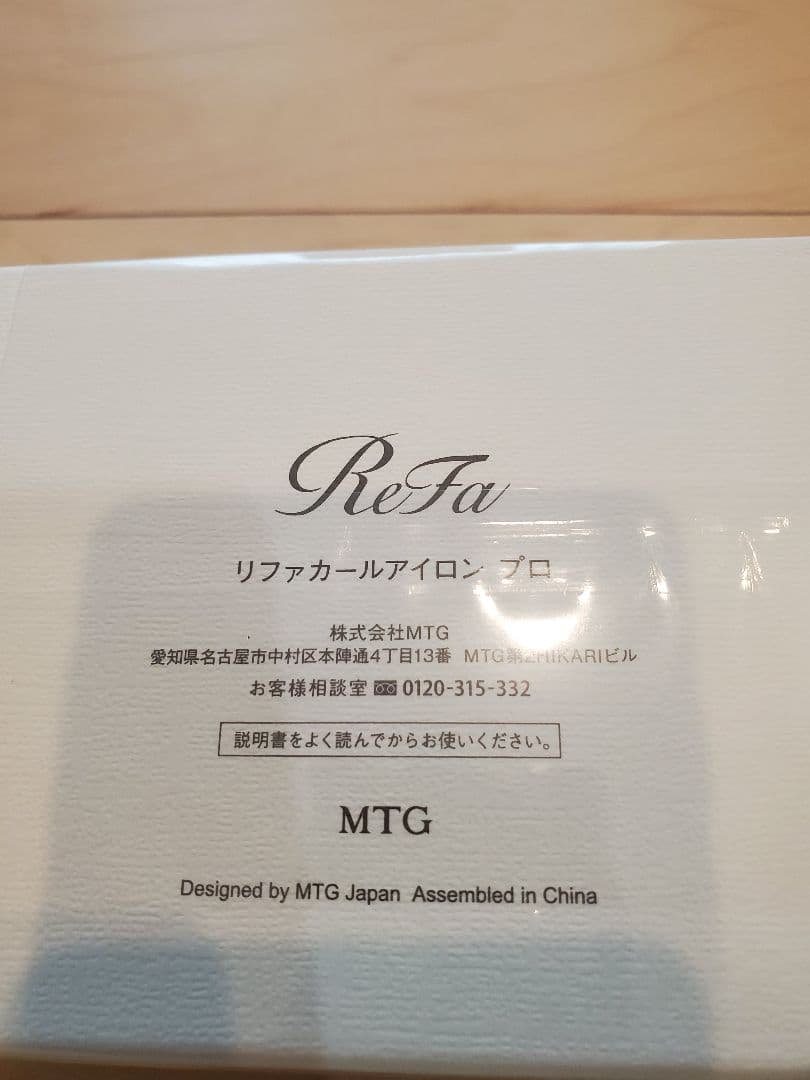 ReFa
リファカールアイロン プロ
株式会社MTG
愛知県名古屋市中村区本陣通4丁目13番 MTG第2HIKARIビル
お客様相談室 0120-315-332
説明書をよく読んでからお使いください。
MTG
Designed by MTG Japan Assembled in China